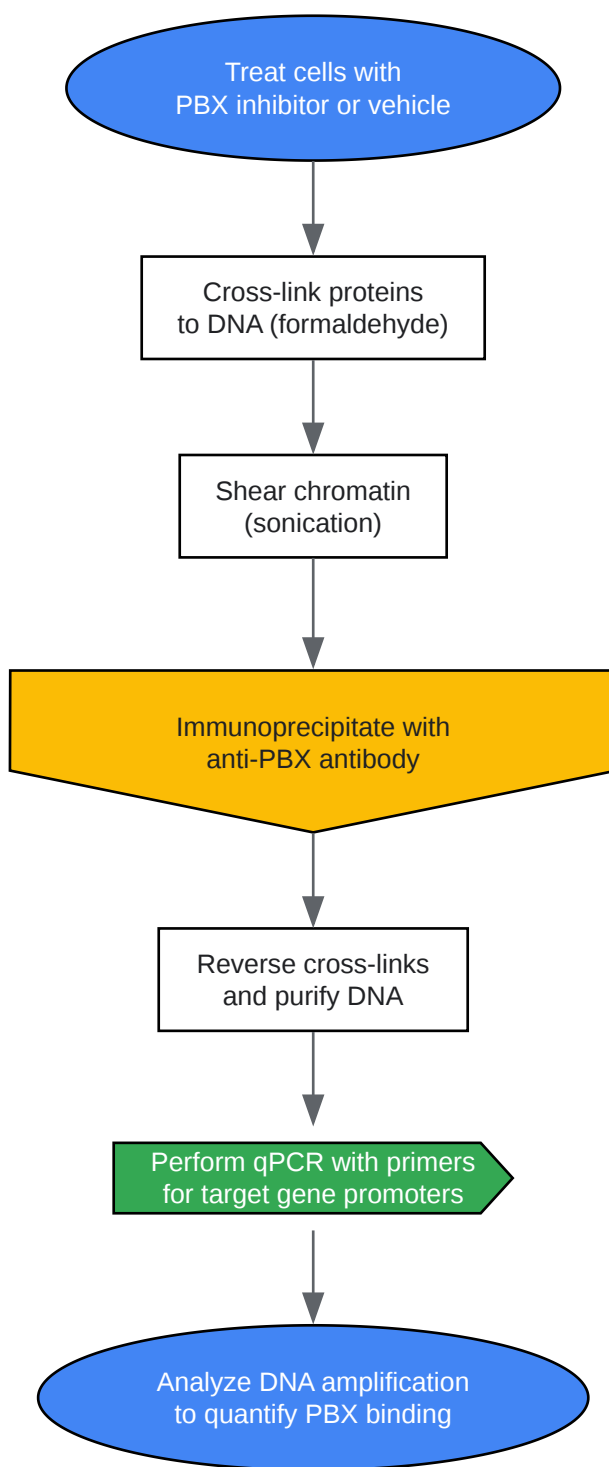 Treat cells with
PBX inhibitor or vehicle
Cross-link proteins
to DNA (formaldehyde)
Shear chromatin
(sonication)
Immunoprecipitate with
anti-PBX antibody
Reverse cross-links
and purify DNA
Perform qPCR with primers
for target gene promoters
Analyze DNA amplification
to quantify PBX binding